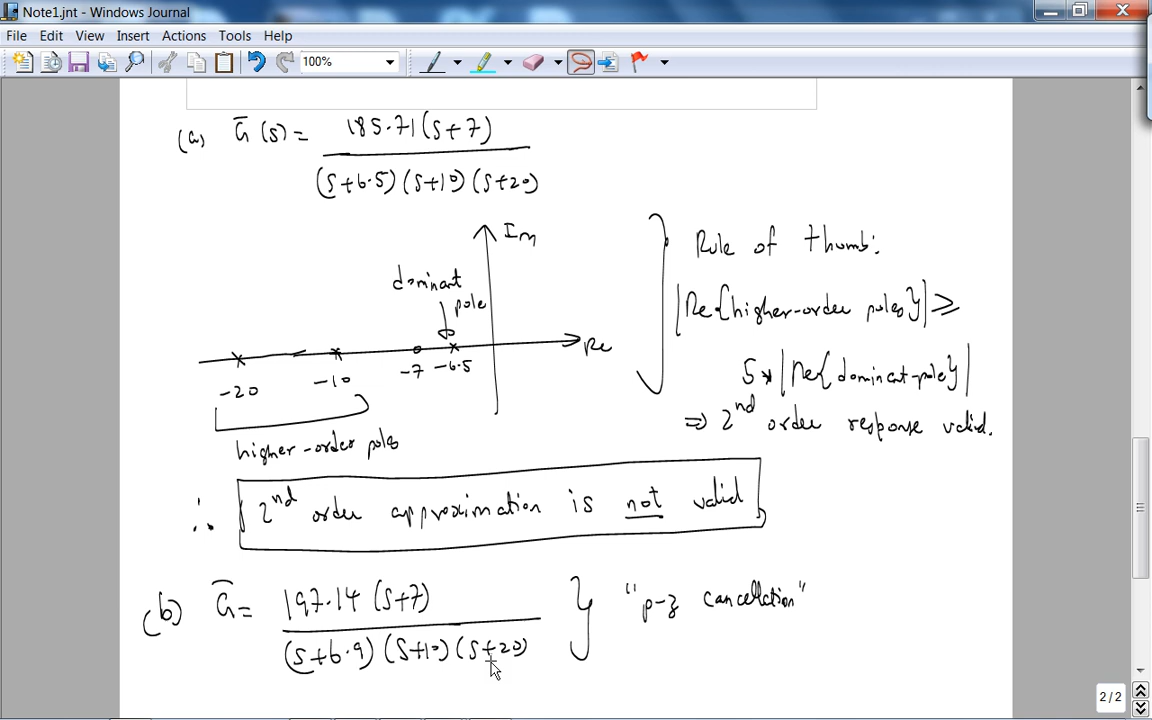 Note1.jnt - Windows Journal
File Edit View Insert Actions Tools Help
100%
(a) G̅(s) = 185.71(s+7)
(s+6.5)(s+10)(s+20)
Im
dominant
pole
Re
-20 -10 -7 -6.5
higher-order poles
Rule of thumb:
|Re{higher-order poles}| ≥
5*|Re{dominant-pole}|
⇒ 2nd order response valid.
∴ 2nd order approximation is not valid
(b) G̅ = 197.14 (s+7)
(s+6.9)(s+10)(s+20)
"p-z cancellation"
2/2